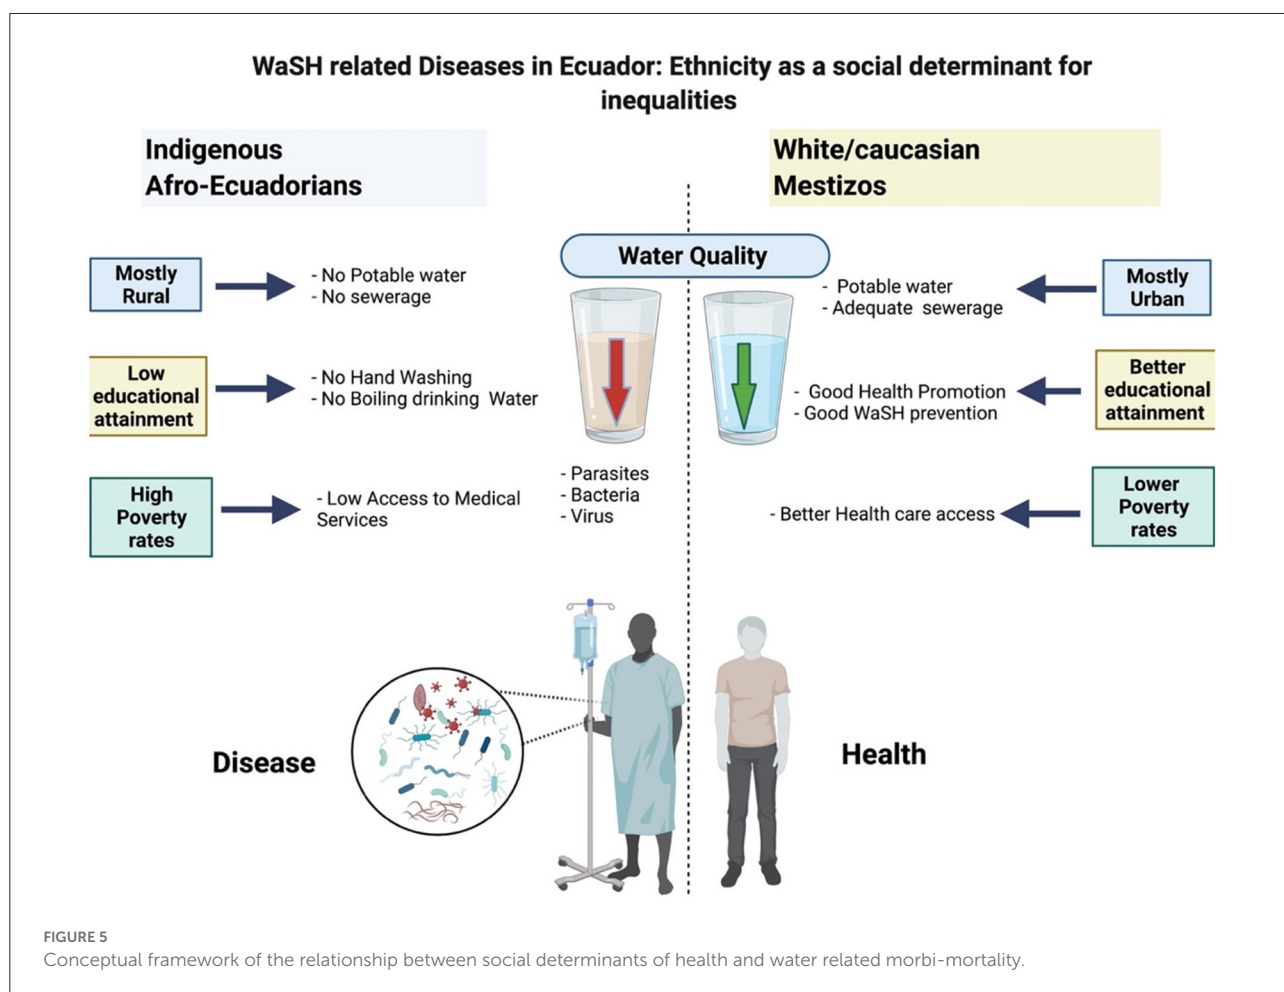 WaSH related Diseases in Ecuador: Ethnicity as a social determinant for
inequalities
Indigenous
Afro-Ecuadorians
White/caucasian
Mestizos
Water Quality
Mostly
Rural
- No Potable water
- No sewerage
Low
educational
attainment
- No Hand Washing
- No Boiling drinking Water
High
Poverty
rates
- Low Access to Medical
Services
- Parasites
- Bacteria
- Virus
- Potable water
- Adequate sewerage
Mostly
Urban
- Good Health Promotion
- Good WaSH prevention
Better
educational
attainment
- Better Health care access
Lower
Poverty
rates
Disease
Health
FIGURE 5
Conceptual framework of the relationship between social determinants of health and water related morbi-mortality.